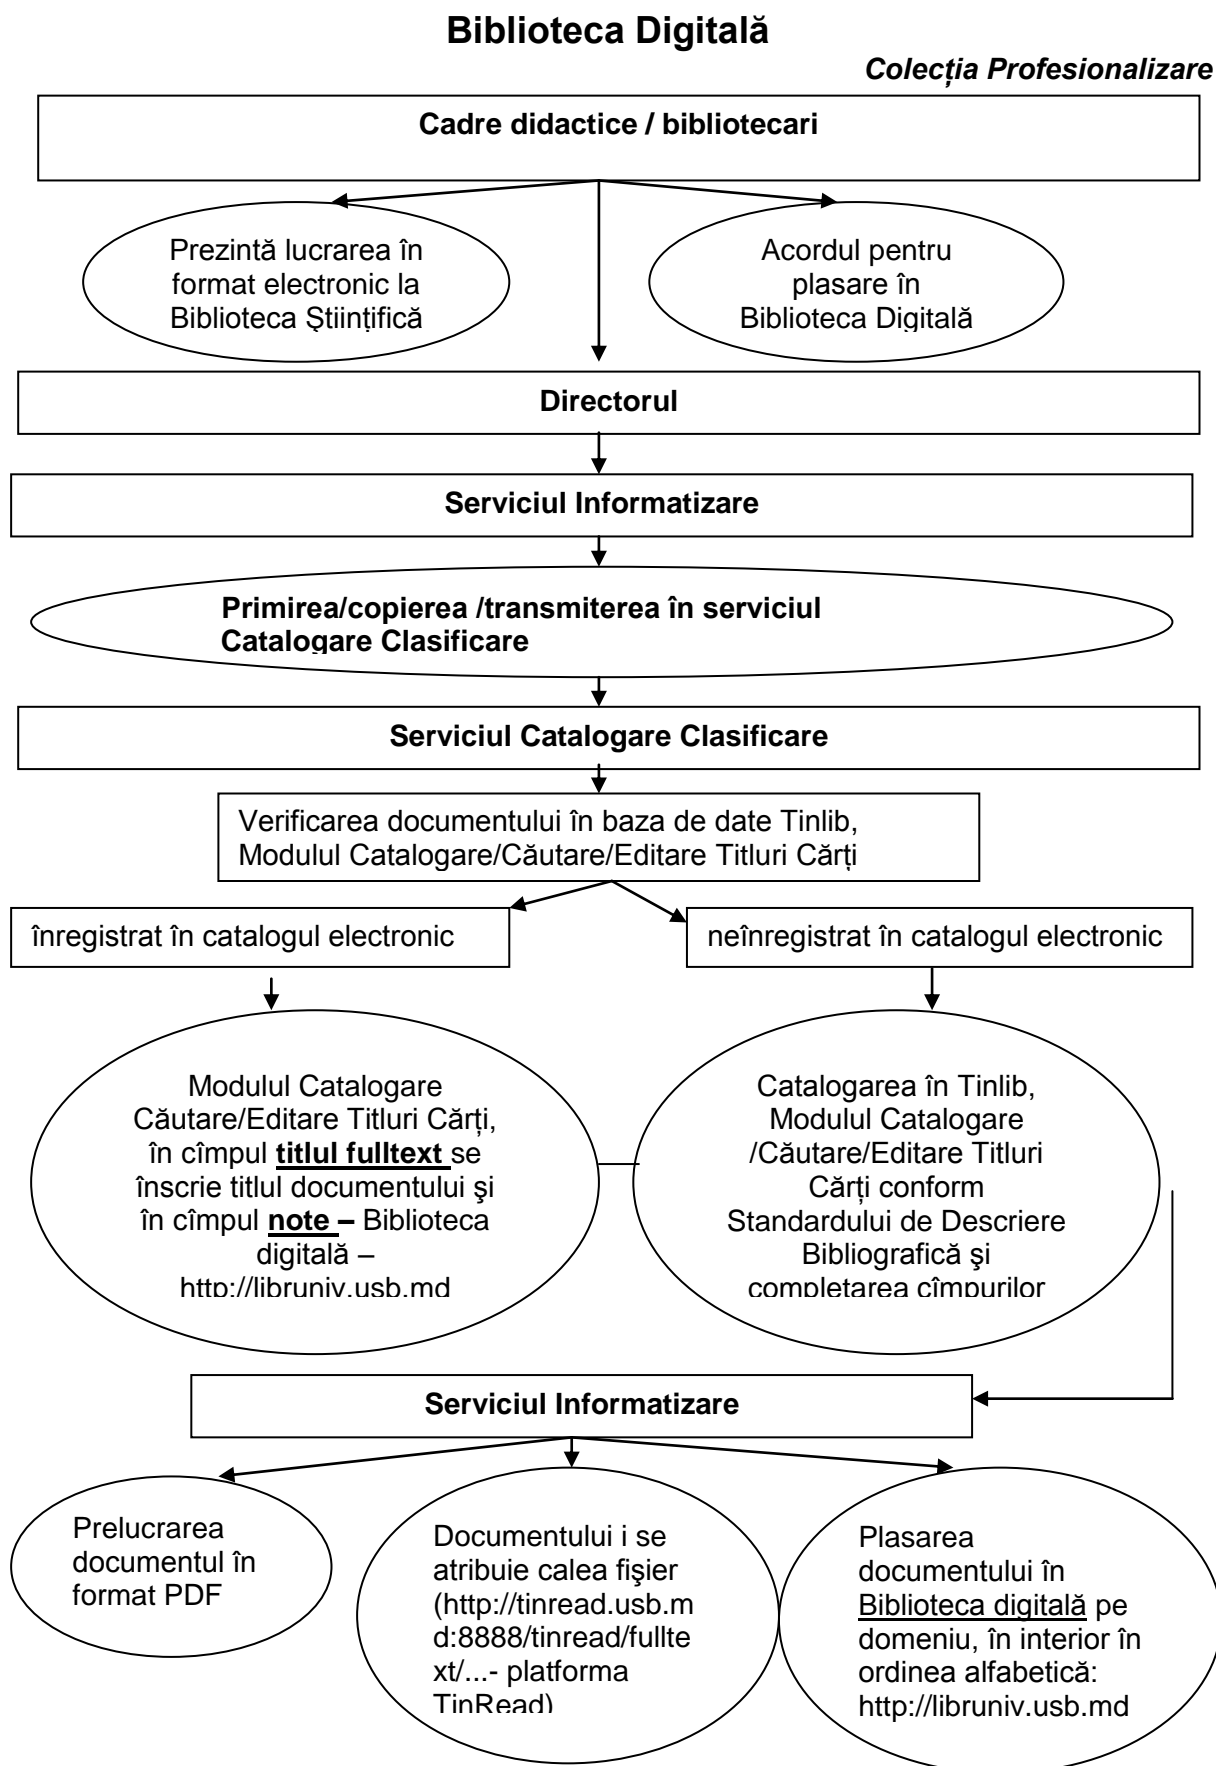 Biblioteca Digitală
Colecția Profesionalizare
Cadre didactice / bibliotecari
Prezintă lucrarea în
format electronic la
Biblioteca Ştiințifică
Acordul pentru
plasare în
Biblioteca Digitală
Directorul
Serviciul Informatizare
Primirea/copierea /transmiterea în serviciul
Catalogare Clasificare
Serviciul Catalogare Clasificare
Verificarea documentului în baza de date Tinlib,
Modulul Catalogare/Căutare/Editare Titluri Cărți
înregistrat în catalogul electronic
neînregistrat în catalogul electronic
Modulul Catalogare
Căutare/Editare Titluri Cărți,
în cîmpul titlul fulltext se
înscrie titlul documentului şi
în cîmpul note – Biblioteca
digitală –
http://libruniv.usb.md
Catalogarea în Tinlib,
Modulul Catalogare
/Căutare/Editare Titluri
Cărți conform
Standardului de Descriere
Bibliografică şi
completarea cîmpurilor
Serviciul Informatizare
Prelucrarea
documentul în
format PDF
Documentului i se
atribuie calea fişier
(http://tinread.usb.m
d:8888/tinread/fullte
xt/...- platforma
TinRead)
Plasarea
documentului în
Biblioteca digitală pe
domeniu, în interior în
ordinea alfabetică:
http://libruniv.usb.md